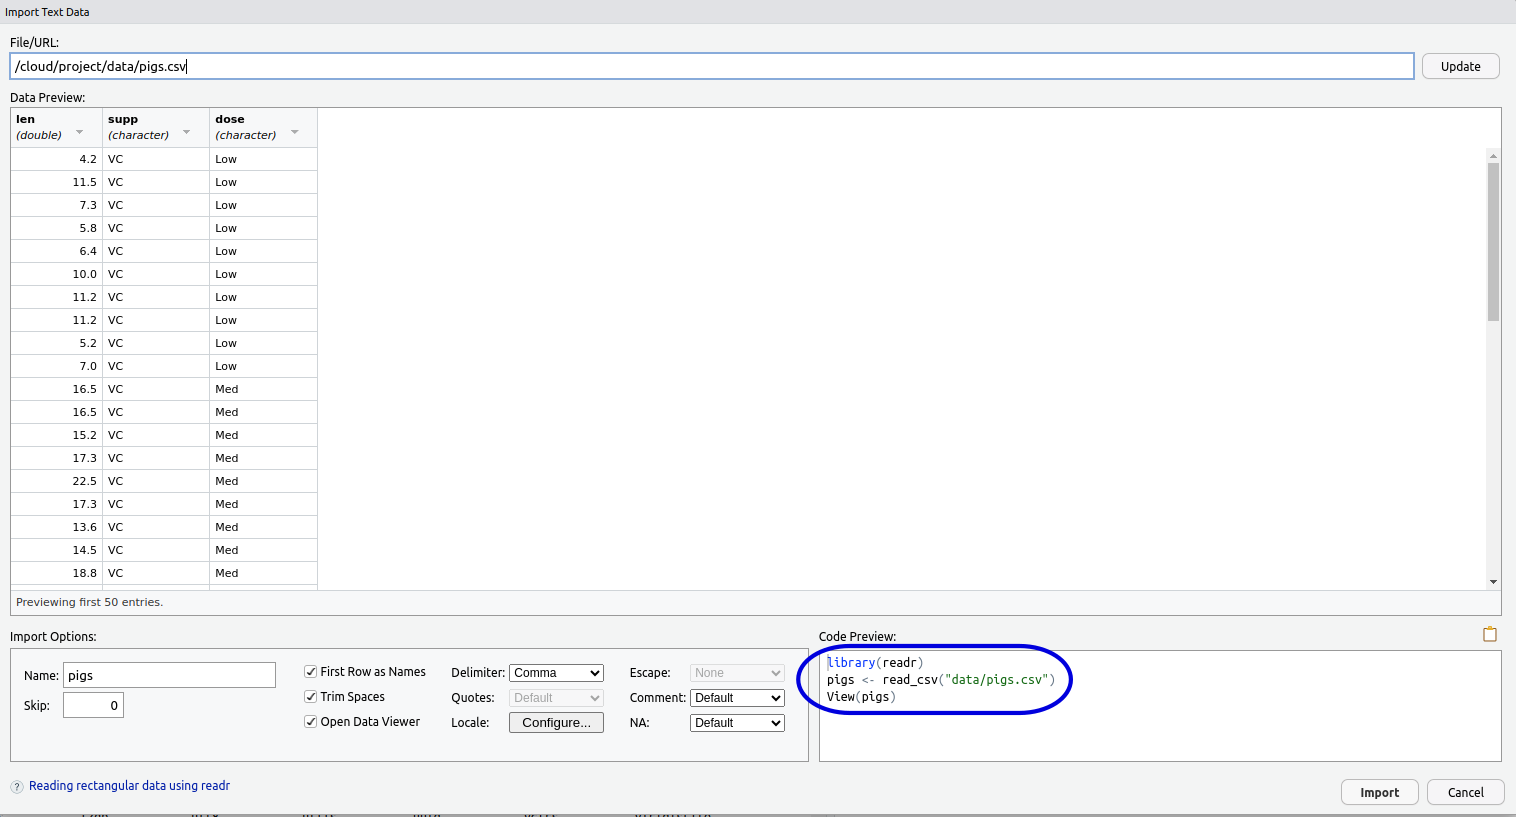 Import Text Data
File/URL:
/cloud/project/data/pigs.csv
Update
Data Preview:
len supp dose
(double) (character) (character)
4.2 VC Low
11.5 VC Low
7.3 VC Low
5.8 VC Low
6.4 VC Low
10.0 VC Low
11.2 VC Low
11.2 VC Low
5.2 VC Low
7.0 VC Low
16.5 VC Med
16.5 VC Med
15.2 VC Med
17.3 VC Med
22.5 VC Med
17.3 VC Med
13.6 VC Med
14.5 VC Med
18.8 VC Med
Previewing first 50 entries.
Import Options:
Name: pigs
Skip: 0
First Row as Names
Trim Spaces
Open Data Viewer
Delimiter: Comma
Quotes: Default
Locale: Configure...
Escape: None
Comment: Default
NA: Default
Code Preview:
library(readr)
pigs <- read_csv("data/pigs.csv")
View(pigs)
? Reading rectangular data using readr
Import
Cancel